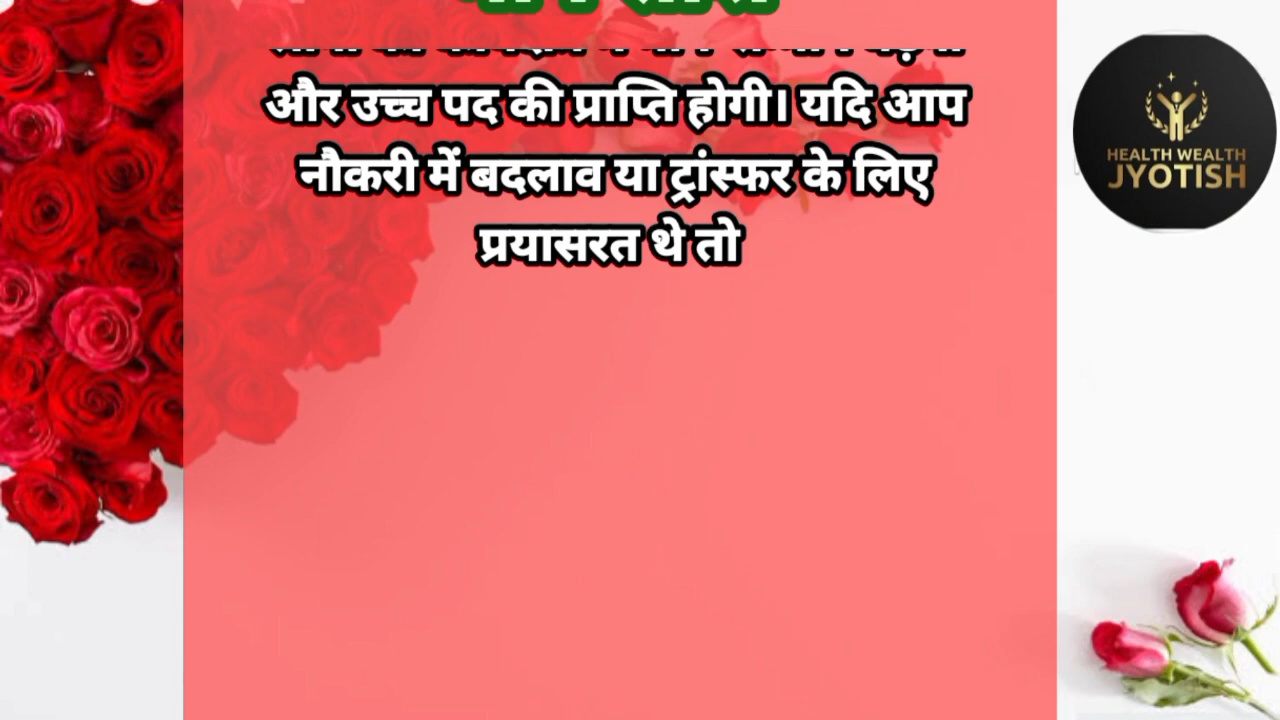 और उच्च पद की प्राप्ति होगी। यदि आप
नौकरी में बदलाव या ट्रांस्फर के लिए
प्रयासरत थे तो
HEALTH WEALTH
JYOTISH